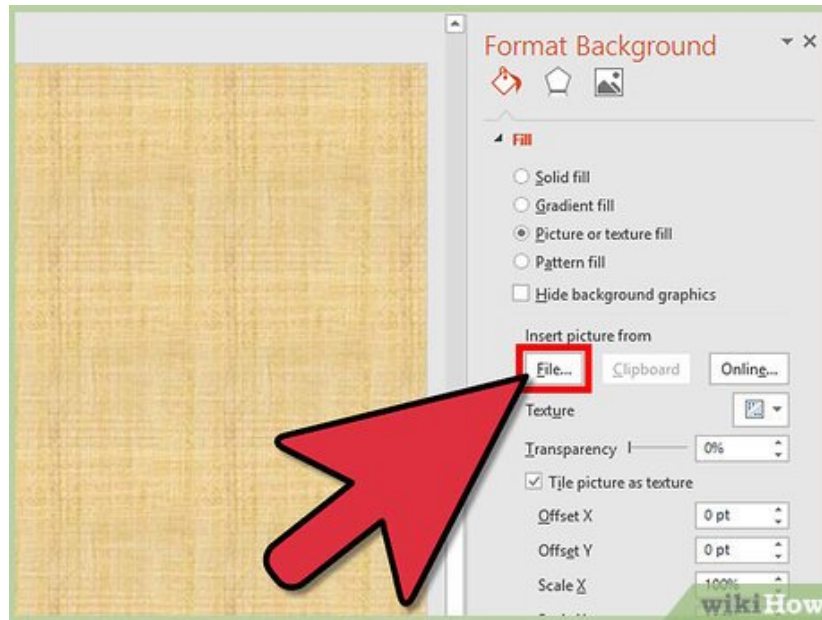 Format Background
Fill
Solid fill
Gradient fill
Picture or texture fill
Pattern fill
Hide background graphics
Insert picture from
File... Clipboard Online...
Texture
Transparency 0%
Tile picture as texture
Offset X 0 pt
Offset Y 0 pt
Scale X 100%
wikiHow